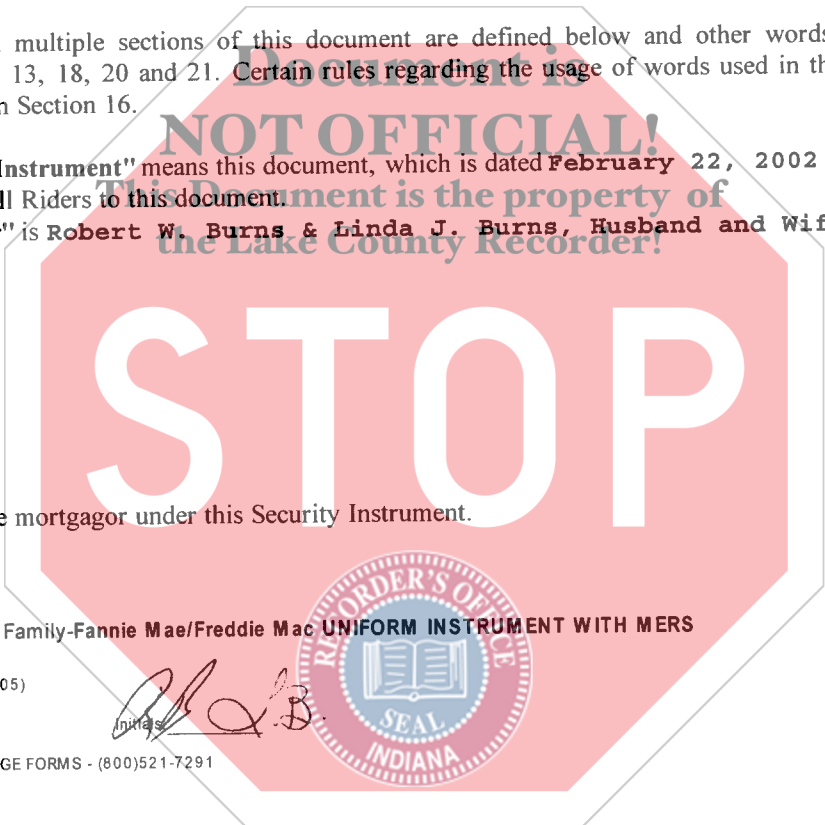 multiple sections of this document are defined below and other words
Document is
13, 18, 20 and 21. Certain rules regarding the usage of words used in
Section 16.
NOT OFFICIAL!
Instrument" means this document, which is dated February 22, 2002
This Document is the property of
Riders to this document.
" is Robert W. Burns & Linda J. Burns, Husband and
the Lake County Recorder!
STOP
mortgagor under this Security Instrument.
RECORDER'S OFFICE
SEAL
INDIANA
Family-Fannie Mae/Freddie Mac UNIFORM INSTRUMENT WITH MERS
05)
Initials:
L.B.
GE FORMS - (800)521-7291